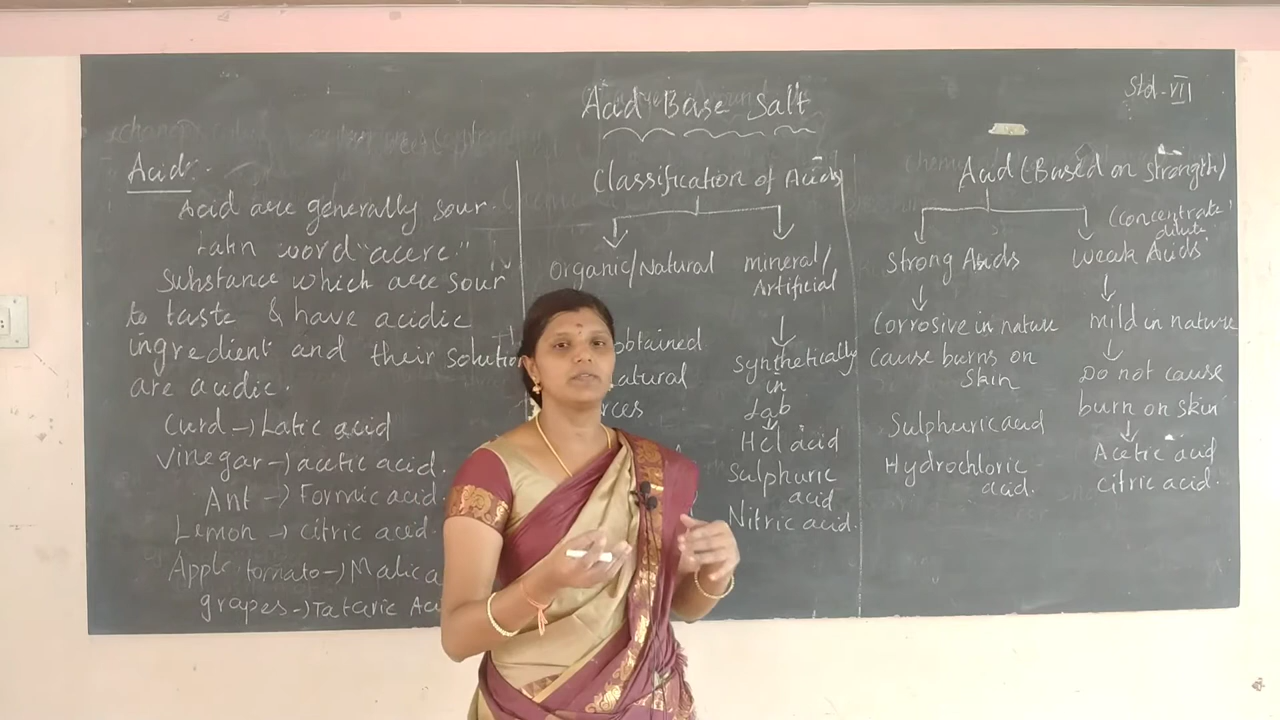 Acid Base Salt
Std-VII
Acid
Acid are generally sour.
Latin word "acere"
Substance which are sour
to taste & have acidic
ingredient and their solution
are acidic.
Curd → Latic acid
Vinegar → acetic acid.
Ant → Formic acid.
Lemon → citric acid.
Apple tomato → Malic a
grapes → Tataric Ac
Classification of Acids
Organic/Natural
obtained
natural
rces
mineral/
Artificial
Synthetically
in
Lab
Hcl acid
Sulphuric
acid
Nitric acid.
Acid (Based on strength)
(concentrate
dilute
Strong Acids
Corrosive in nature
cause burns on
Skin
Sulphuric acid
Hydrochloric
acid.
Weak Acids
mild in nature
Do not cause
burn on skin
Acetic acid
Citric acid.